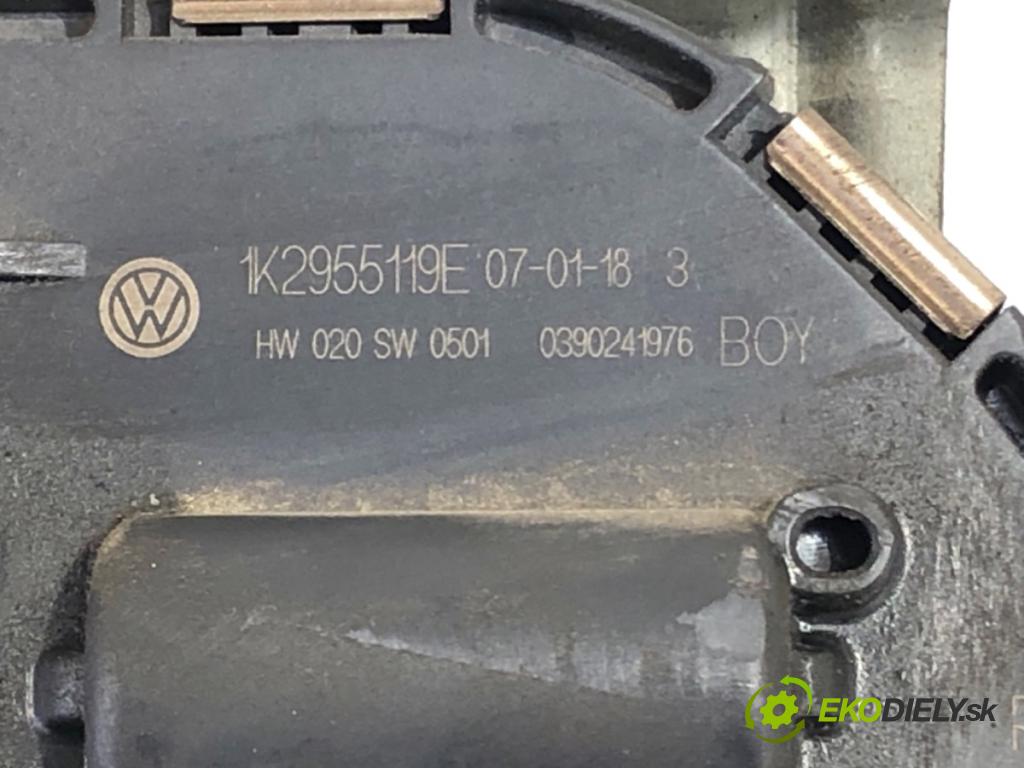 1K2955119E 07-01-18 3
HW 020 SW 0501 0390241976 BOY
EKODIELY.sk